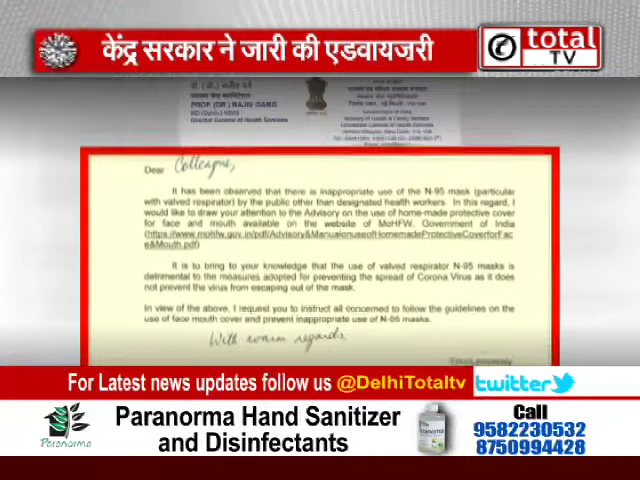 केंद्र सरकार ने जारी की एडवायजरी
total
TV
PROF.(DR.) RAJIV GARG
Director General of Health Services
Government of India
Dear Colleague,
It has been observed that there is inappropriate use of the N-95 mask (particular
with valved respirator) by the public other than designated health workers. In this regard, I
would like to draw your attention to the Advisory on the use of home-made protective cover
for face and mouth available on the website of MoHFW, Government of India
(https://www.mohfw.gov.in/pdf/Advisory&ManualonuseofHomemadeProtectiveCoverforFac
e&Mouth.pdf)
It is to bring to your knowledge that the use of valved respirator N-95 masks is
detrimental to the measures adopted for preventing the spread of Corona Virus as it does
not prevent the virus from escaping out of the mask.
In view of the above, I request you to instruct all concerned to follow the guidelines on the
use of face mouth cover and prevent inappropriate use of N-95 masks.
With warm regards,
For Latest news updates follow us @DelhiTotaltv twitter
Paranorma
Paranorma Hand Sanitizer
and Disinfectants
Paranorma
Call
9582230532
8750994428